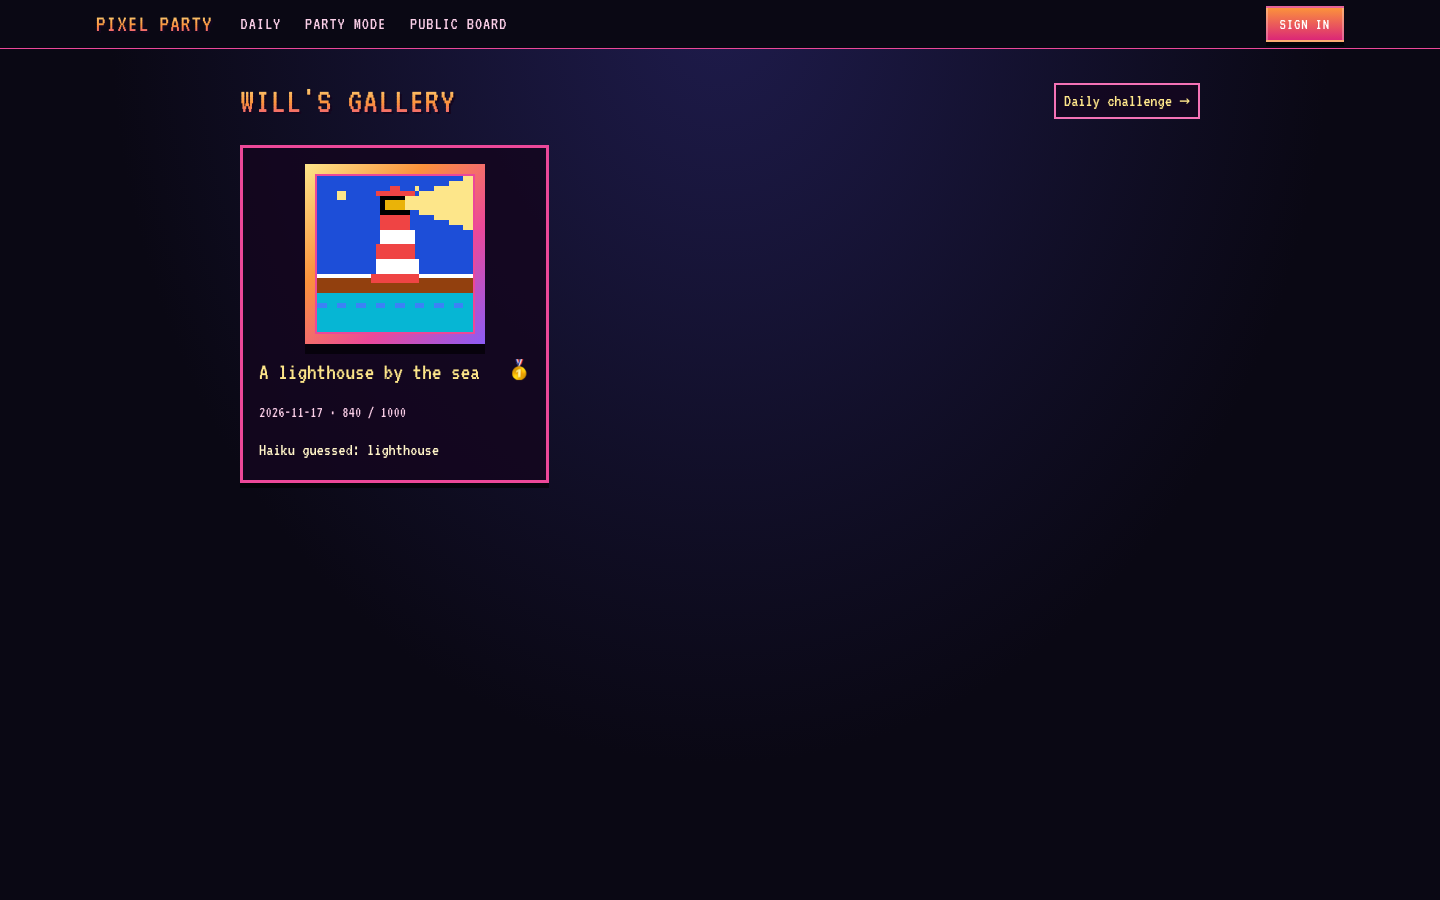 PIXEL PARTY DAILY PARTY MODE PUBLIC BOARD SIGN IN
WILL'S GALLERY
Daily challenge →
A lighthouse by the sea
2026-11-17 · 840 / 1000
Haiku guessed: lighthouse